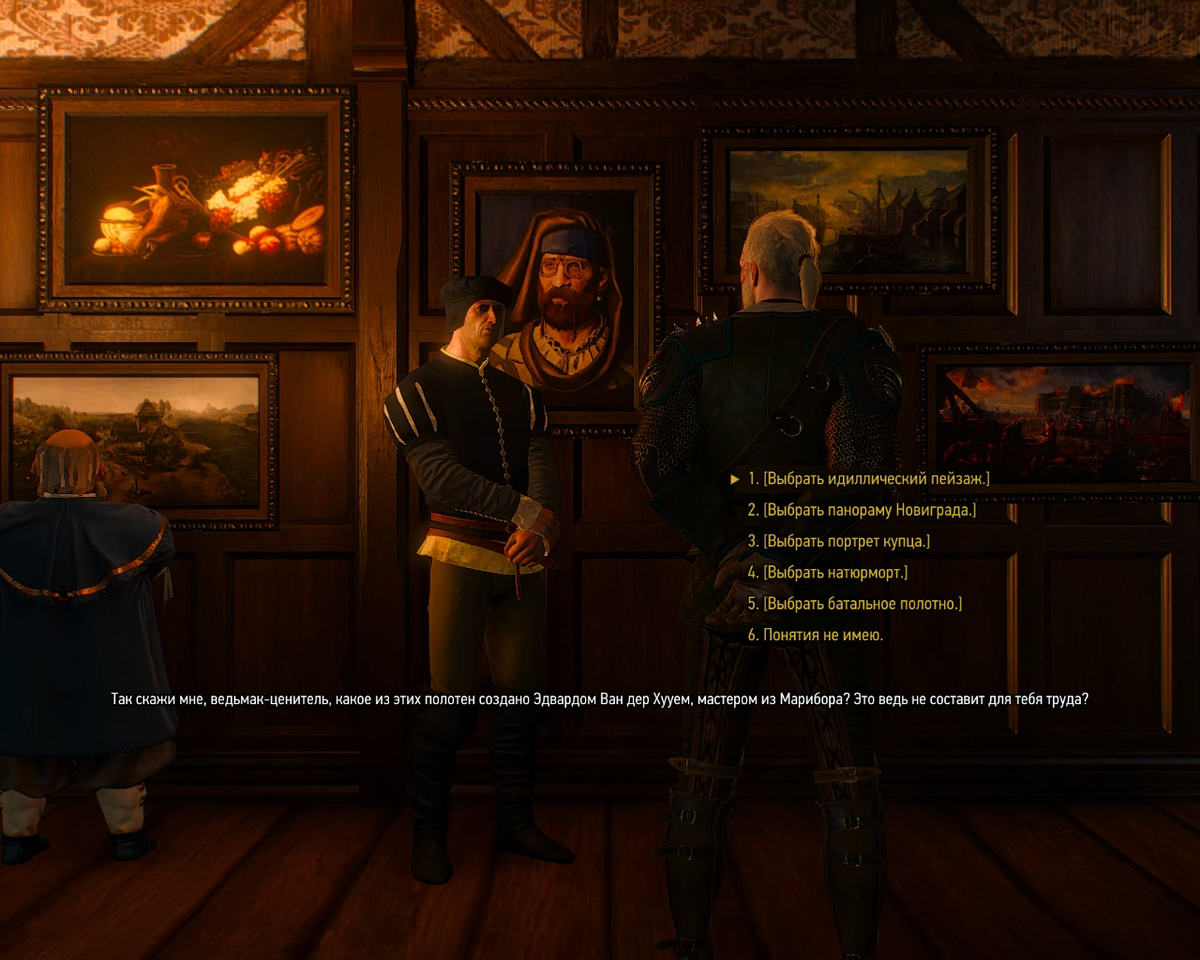 1. [Выбрать идиллический пейзаж.]
2. [Выбрать панораму Новиграда.]
3. [Выбрать портрет купца.]
4. [Выбрать натюрморт.]
5. [Выбрать батальное полотно.]
6. Понятия не имею.
Так скажи мне, ведьмак-ценитель, какое из этих полотен создано Эдвардом Ван дер Хууем, мастером из Марибора? Это ведь не составит для тебя труда?